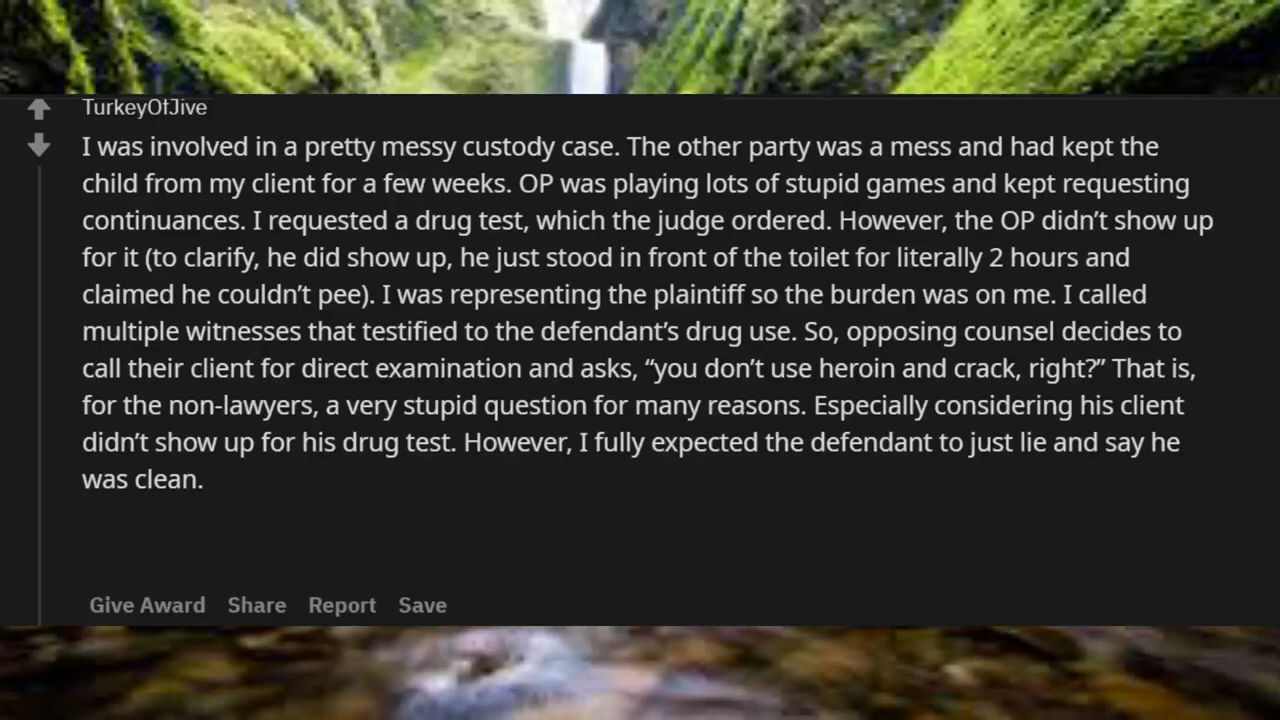 TurkeyOfJive
I was involved in a pretty messy custody case. The other party was a mess and had kept the
child from my client for a few weeks. OP was playing lots of stupid games and kept requesting
continuances. I requested a drug test, which the judge ordered. However, the OP didn’t show up
for it (to clarify, he did show up, he just stood in front of the toilet for literally 2 hours and
claimed he couldn’t pee). I was representing the plaintiff so the burden was on me. I called
multiple witnesses that testified to the defendant’s drug use. So, opposing counsel decides to
call their client for direct examination and asks, “you don’t use heroin and crack, right?” That is,
for the non-lawyers, a very stupid question for many reasons. Especially considering his client
didn’t show up for his drug test. However, I fully expected the defendant to just lie and say he
was clean.
Give Award Share Report Save